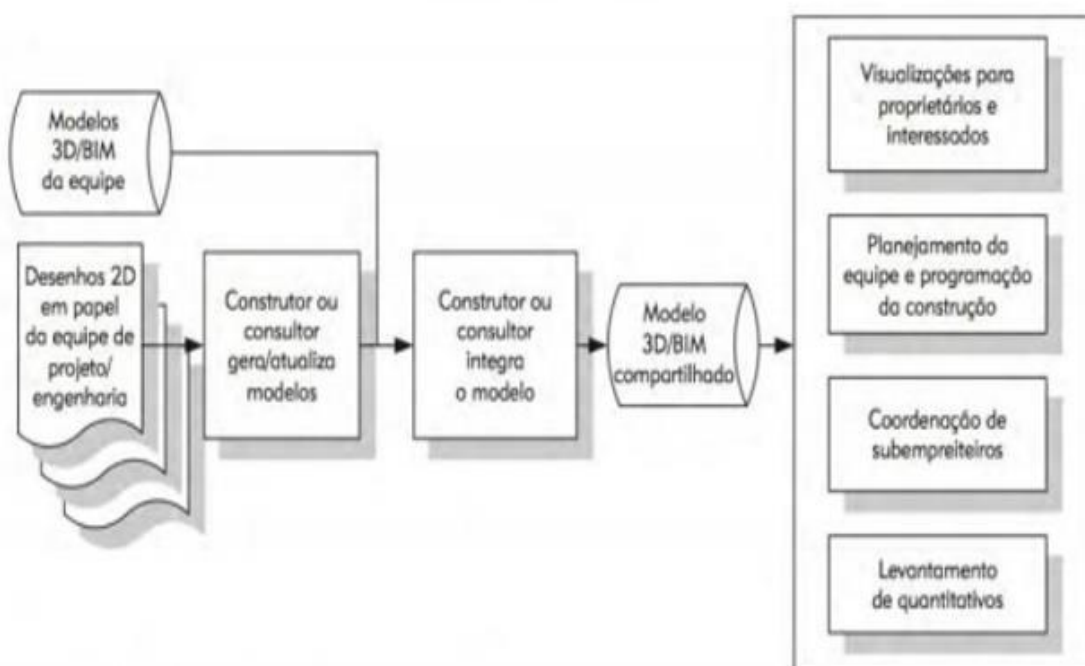 Modelos
3D/BIM
da equipe
Desenhos 2D
em papel
da equipe de
projeto/
engenharia
Construtor ou
consultor
gera/atualiza
modelos
Construtor ou
consultor
integra
o modelo
Modelo
3D/BIM
compartilhado
Visualizações para
proprietários e
interessados
Planejamento da
equipe e programação
da construção
Coordenação de
subempreiteiros
Levantamento
de quantitativos